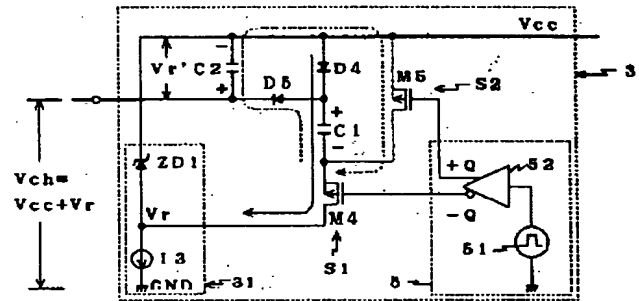 Vcc
Vr' C2
−
+
D5
D4
M5
S2
3
+
C1
−
Vch=
Vcc+Vr
ZD1
Vr
+Q
52
−Q
M4
S1
51
I3
GND
31
5